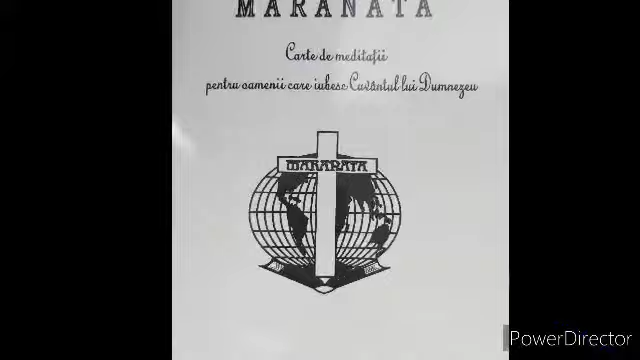 MARANATA
Carte de meditații
pentru oamenii care iubesc Cuvântul lui Dumnezeu
MARANATA
PowerDirector